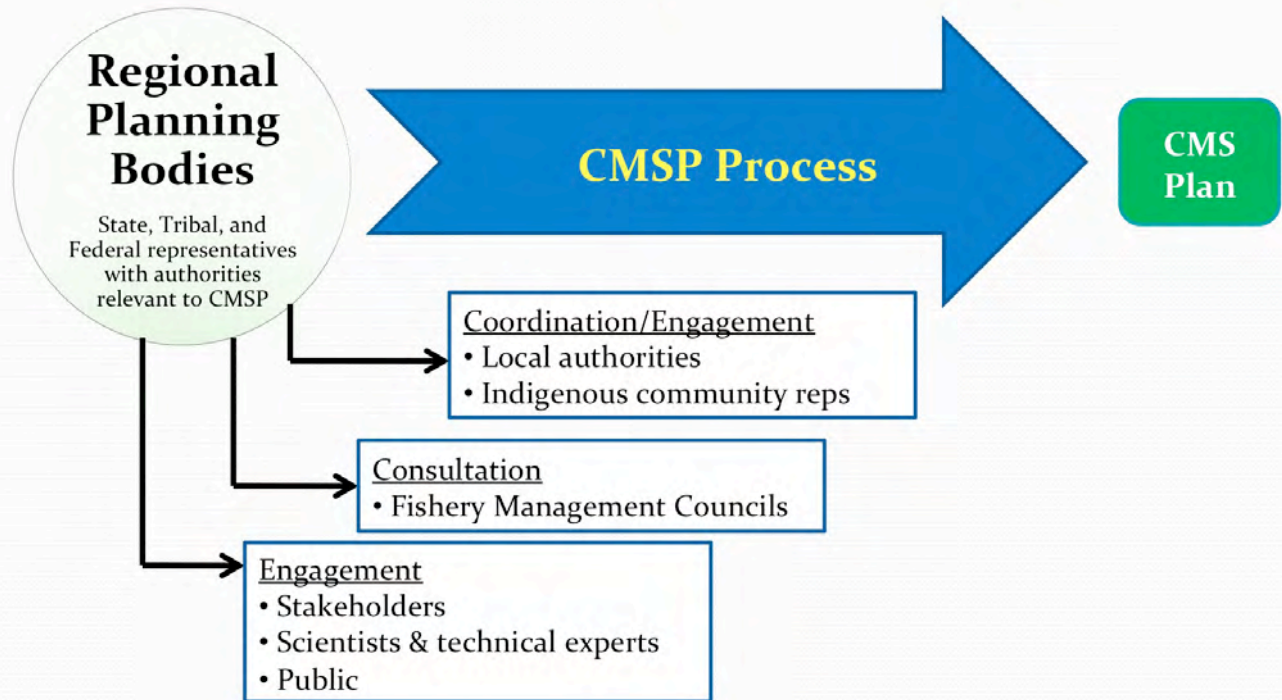 Regional
Planning
Bodies
State, Tribal, and
Federal representatives
with authorities
relevant to CMSP
CMSP Process
CMS
Plan
Coordination/Engagement
• Local authorities
• Indigenous community reps
Consultation
• Fishery Management Councils
Engagement
• Stakeholders
• Scientists & technical experts
• Public